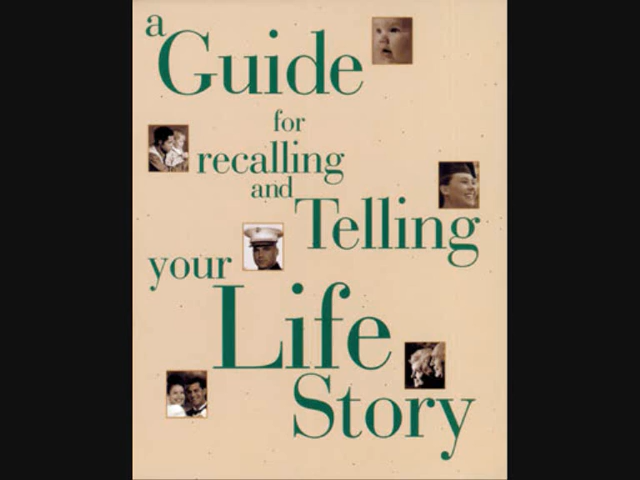 a
Guide
for
recalling
and
Telling
your
Life
Story